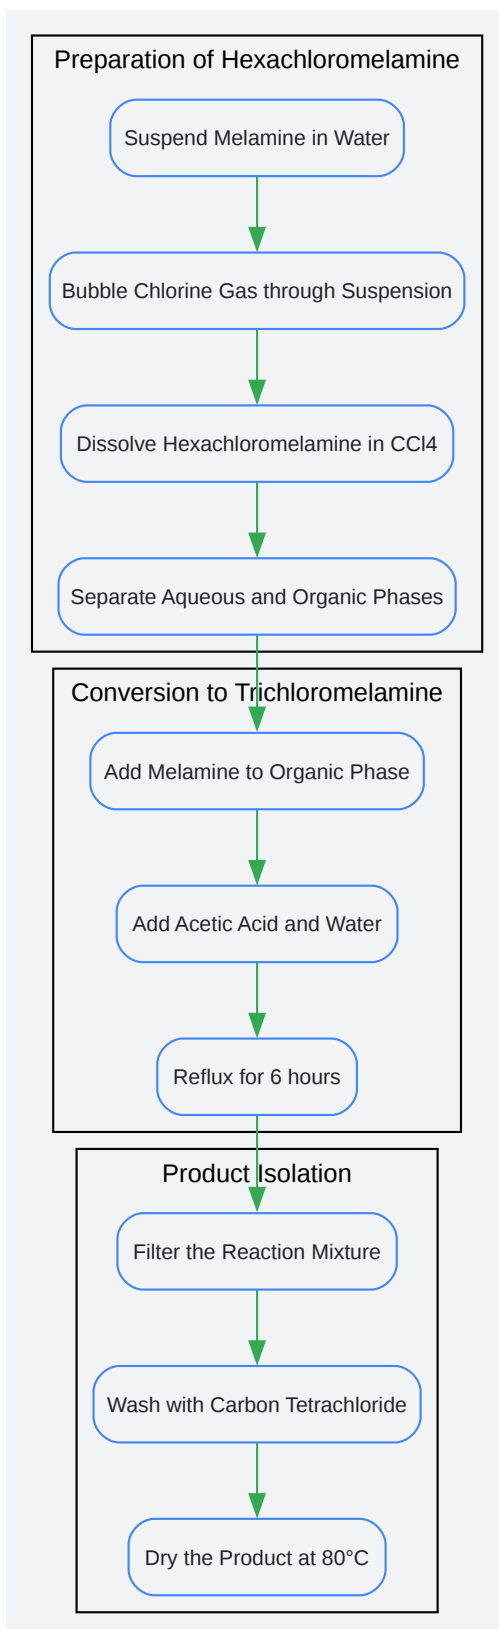 Preparation of Hexachloromelamine
Suspend Melamine in Water
Bubble Chlorine Gas through Suspension
Dissolve Hexachloromelamine in CCl4
Separate Aqueous and Organic Phases
Conversion to Trichloromelamine
Add Melamine to Organic Phase
Add Acetic Acid and Water
Reflux for 6 hours
Product Isolation
Filter the Reaction Mixture
Wash with Carbon Tetrachloride
Dry the Product at 80°C